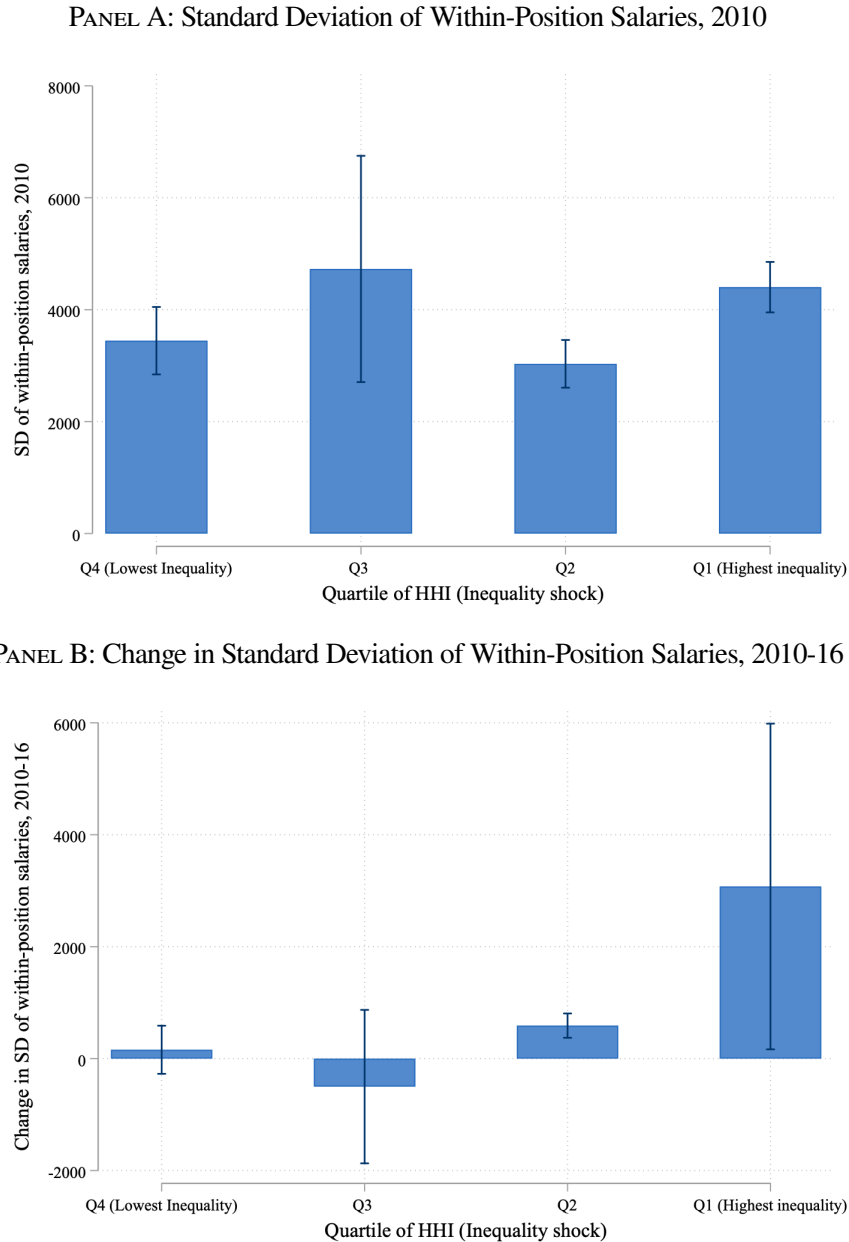 PANEL A: Standard Deviation of Within-Position Salaries, 2010
8000
6000
4000
2000
0
SD of within-position salaries, 2010
Q4 (Lowest Inequality) Q3 Q2 Q1 (Highest inequality)
Quartile of HHI (Inequality shock)
PANEL B: Change in Standard Deviation of Within-Position Salaries, 2010-16
6000
4000
2000
0
-2000
Change in SD of within-position salaries, 2010-16
Q4 (Lowest Inequality) Q3 Q2 Q1 (Highest inequality)
Quartile of HHI (Inequality shock)